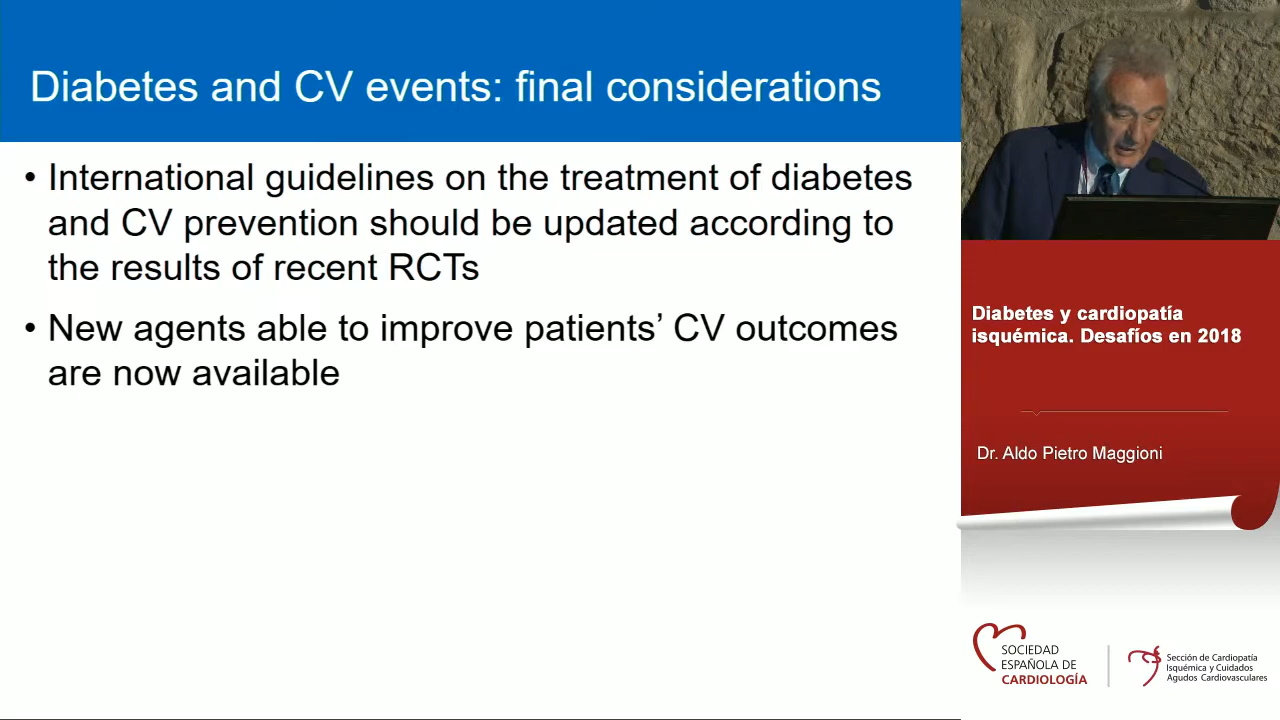 Diabetes and CV events: final considerations
• International guidelines on the treatment of diabetes
and CV prevention should be updated according to
the results of recent RCTs
• New agents able to improve patients’ CV outcomes
are now available
Diabetes y cardiopatía
isquémica. Desafíos en 2018
Dr. Aldo Pietro Maggioni
SOCIEDAD
ESPAÑOLA DE
CARDIOLOGÍA
Sección de Cardiopatía
Isquémica y Cuidados
Agudos Cardiovasculares